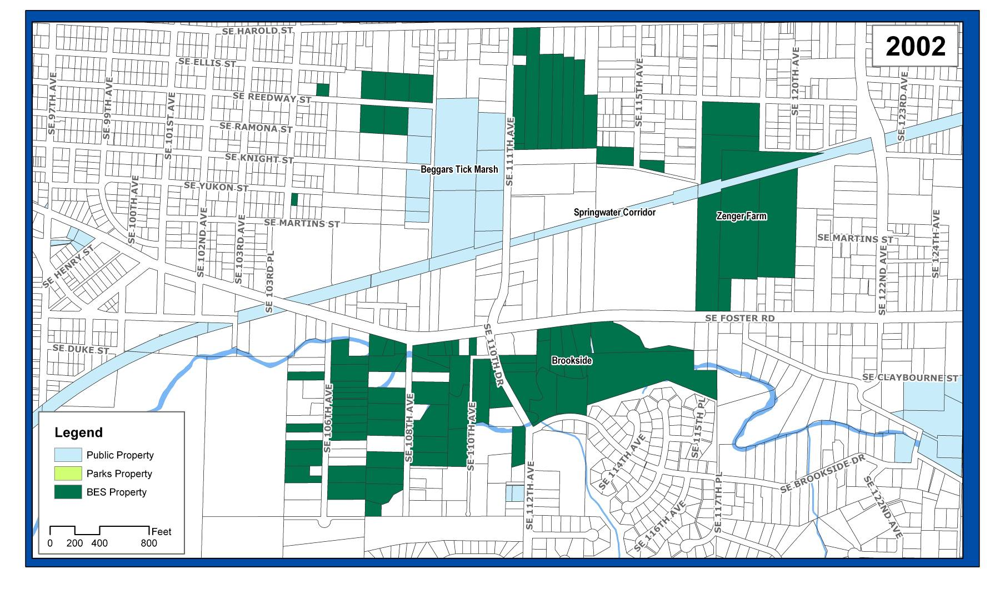 2002
SE HAROLD ST
SE ELLIS ST
SE REEDWAY ST
SE RAMONA ST
SE KNIGHT ST
SE YUKON ST
SE MARTINS ST
SE 97TH AVE
SE 99TH AVE
SE 101ST AVE
SE 100TH AVE
SE 102ND AVE
SE 103RD AVE
SE 103RD PL
SE HENRY ST
SE DUKE ST
SE 111TH AVE
SE 115TH AVE
SE 120TH AVE
SE 123RD AVE
Beggars Tick Marsh
Springwater Corridor
Zenger Farm
SE MARTINS ST
SE 124TH AVE
SE 122ND AVE
SE FOSTER RD
SE 110TH DR
Brookside
SE CLAYBOURNE ST
SE 106TH AVE
SE 108TH AVE
SE 110TH AVE
SE 112TH AVE
SE 114TH AVE
SE 115TH PL
SE 116TH AVE
SE 117TH PL
SE BROOKSIDE DR
SE 122ND AVE
Legend
Public Property
Parks Property
BES Property
Feet
0 200 400 800